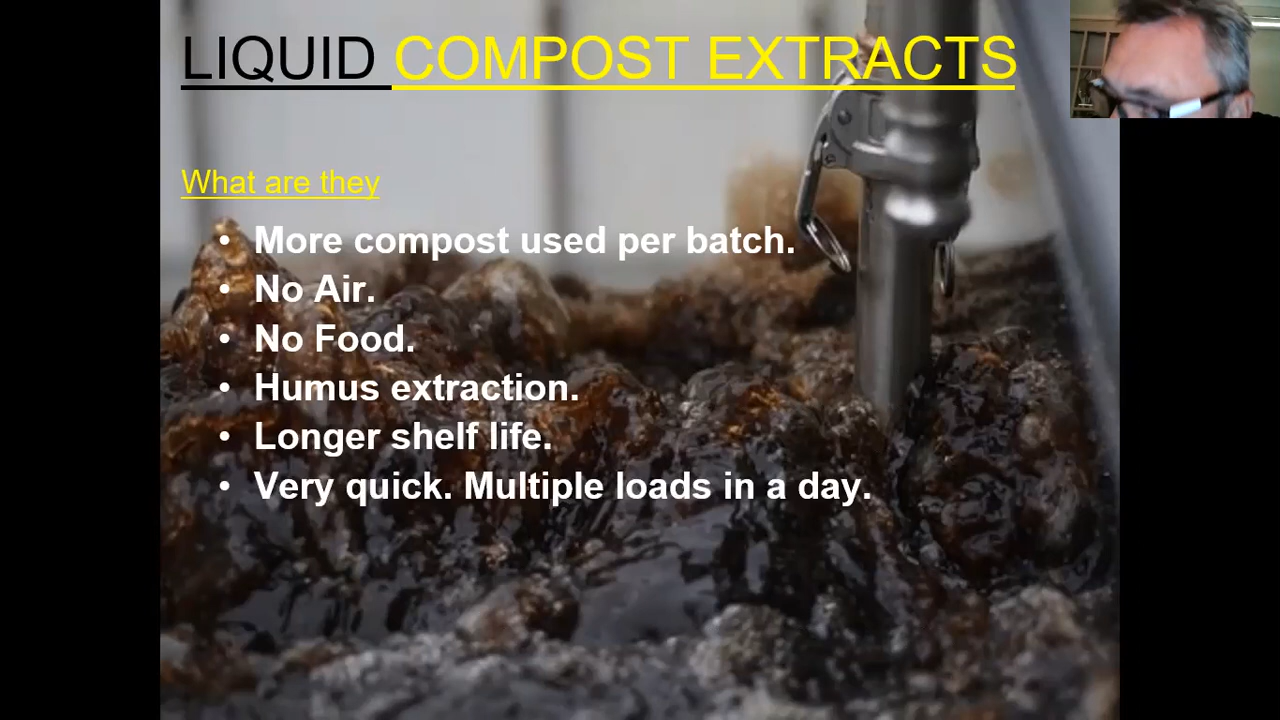 LIQUID COMPOST EXTRACTS
What are they
• More compost used per batch.
• No Air.
• No Food.
• Humus extraction.
• Longer shelf life.
• Very quick. Multiple loads in a day.